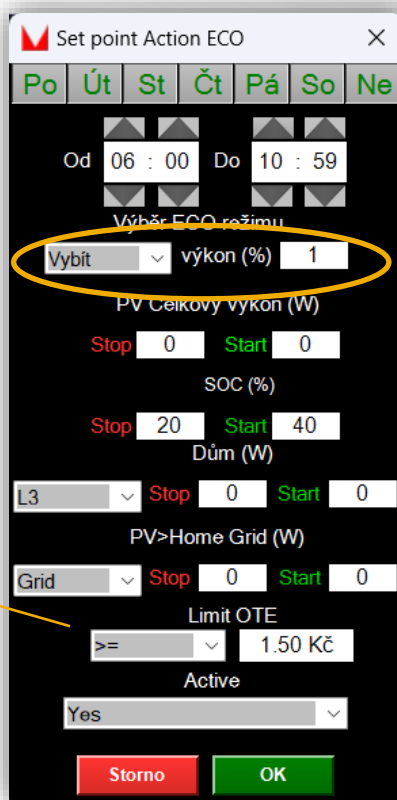 Set point Action ECO
Po Út St Čt Pá So Ne
Od 06 : 00 Do 10 : 59
Výběr ECO režimu
Vybít výkon (%) 1
PV Celkový výkon (W)
Stop 0 Start 0
SOC (%)
Stop 20 Start 40
Dům (W)
L3 Stop 0 Start 0
PV>Home Grid (W)
Grid Stop 0 Start 0
Limit OTE
>= 1.50 Kč
Active
Yes
Storno OK